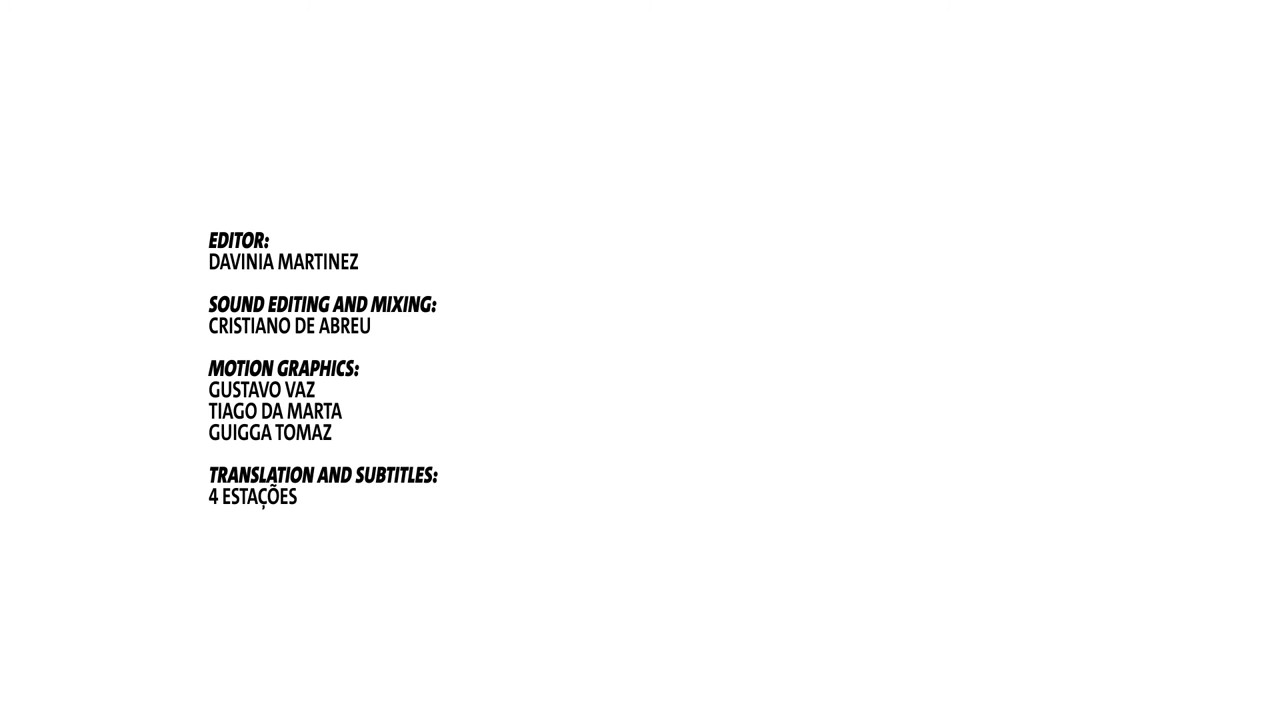 EDITOR:
DAVINIA MARTINEZ
SOUND EDITING AND MIXING:
CRISTIANO DE ABREU
MOTION GRAPHICS:
GUSTAVO VAZ
TIAGO DA MARTA
GUIGGA TOMAZ
TRANSLATION AND SUBTITLES:
4 ESTAÇÕES